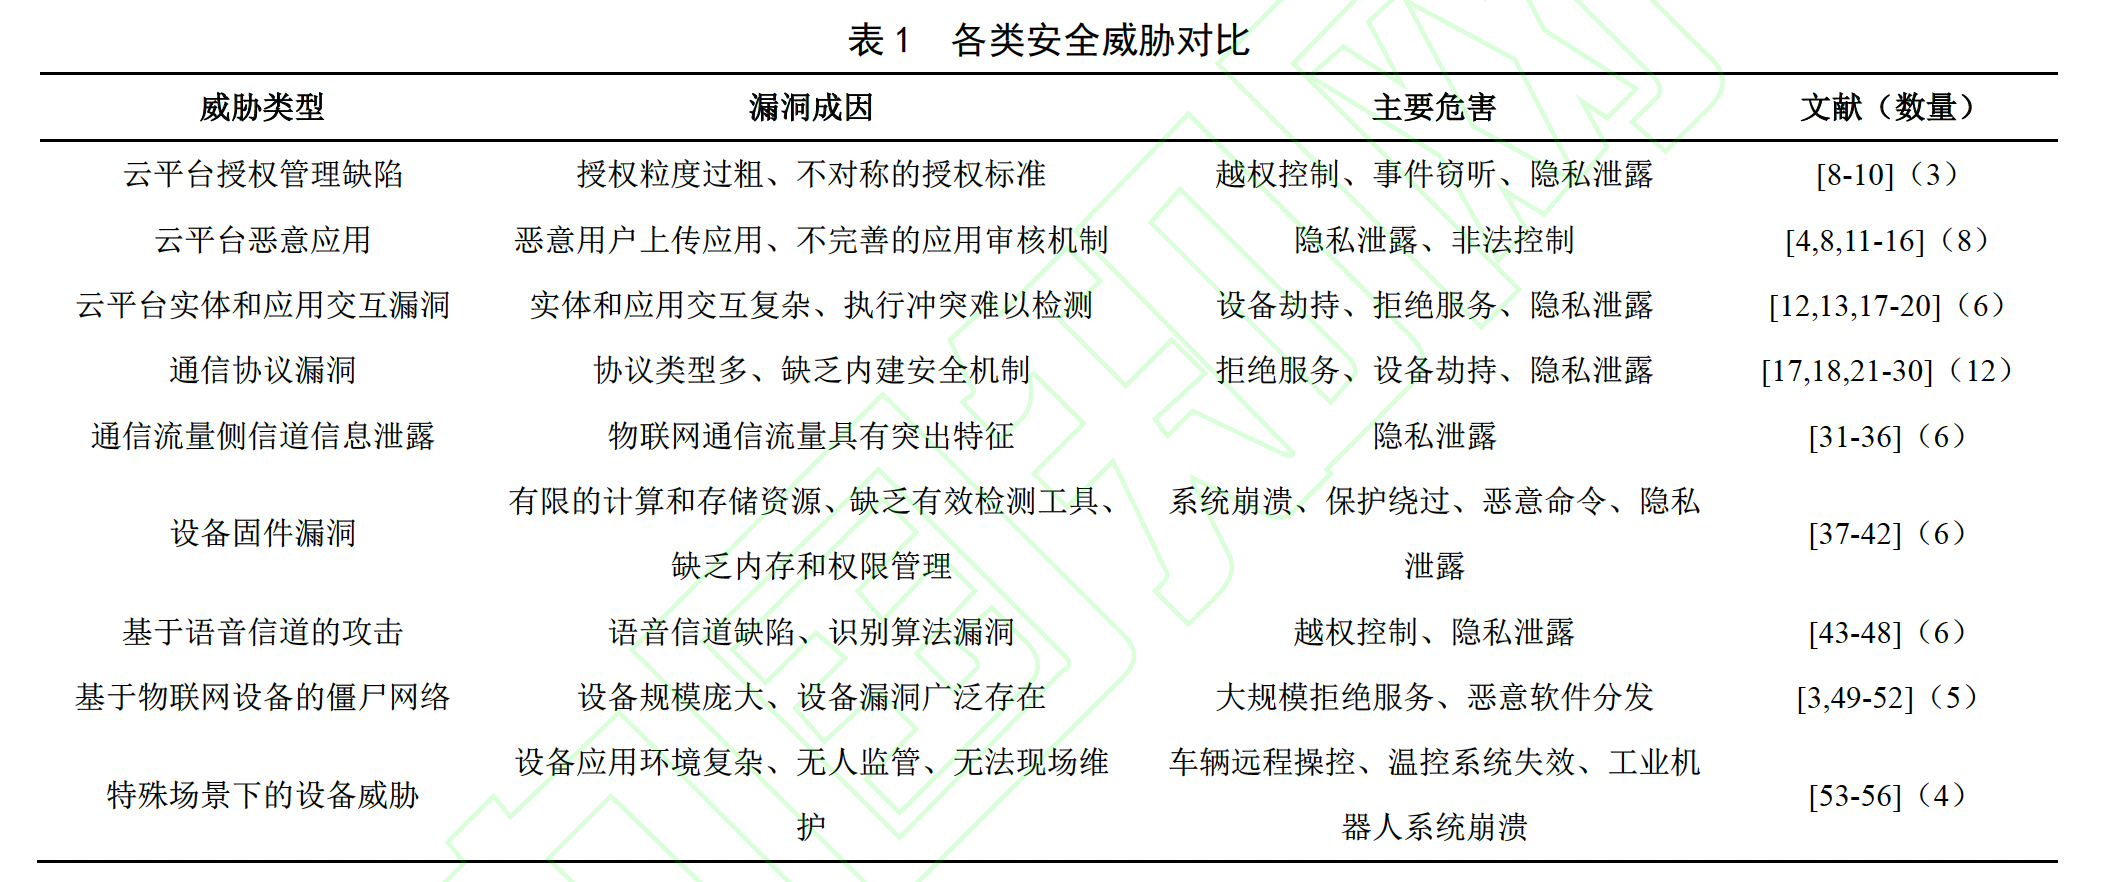 表 1 各类安全威胁对比
威胁类型 漏洞成因 主要危害 文献（数量）
云平台授权管理缺陷 授权粒度过粗、不对称的授权标准 越权控制、事件窃听、隐私泄露 [8-10]（3）
云平台恶意应用 恶意用户上传应用、不完善的应用审核机制 隐私泄露、非法控制 [4,8,11-16]（8）
云平台实体和应用交互漏洞 实体和应用交互复杂、执行冲突难以检测 设备劫持、拒绝服务、隐私泄露 [12,13,17-20]（6）
通信协议漏洞 协议类型多、缺乏内建安全机制 拒绝服务、设备劫持、隐私泄露 [17,18,21-30]（12）
通信流量侧信道信息泄露 物联网通信流量具有突出特征 隐私泄露 [31-36]（6）
设备固件漏洞 有限的计算和存储资源、缺乏有效检测工具、 系统崩溃、保护绕过、恶意命令、隐私 [37-42]（6）
缺乏内存和权限管理 泄露
基于语音信道的攻击 语音信道缺陷、识别算法漏洞 越权控制、隐私泄露 [43-48]（6）
基于物联网设备的僵尸网络 设备规模庞大、设备漏洞广泛存在 大规模拒绝服务、恶意软件分发 [3,49-52]（5）
特殊场景下的设备威胁 设备应用环境复杂、无人监管、无法现场维 车辆远程操控、温控系统失效、工业机 [53-56]（4）
护 器人系统崩溃
中国知网